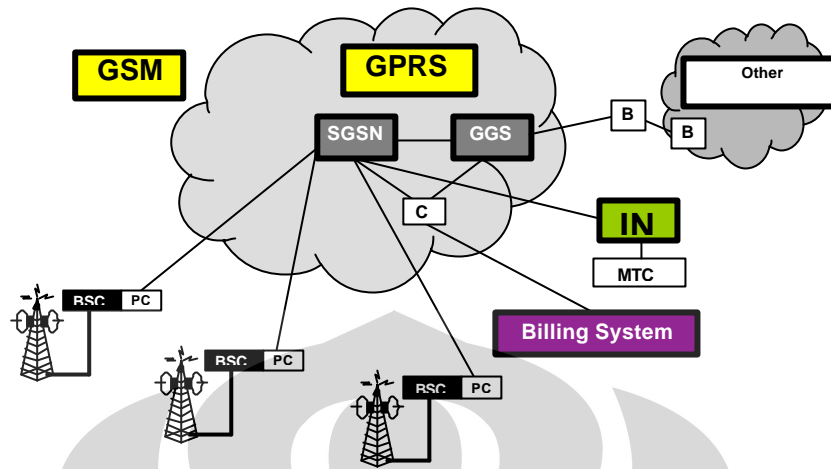 GSM
GPRS
Other
SGSN
GGS
B
B
C
IN
MTC
BSC PC
Billing System
BSC PC
BSC PC